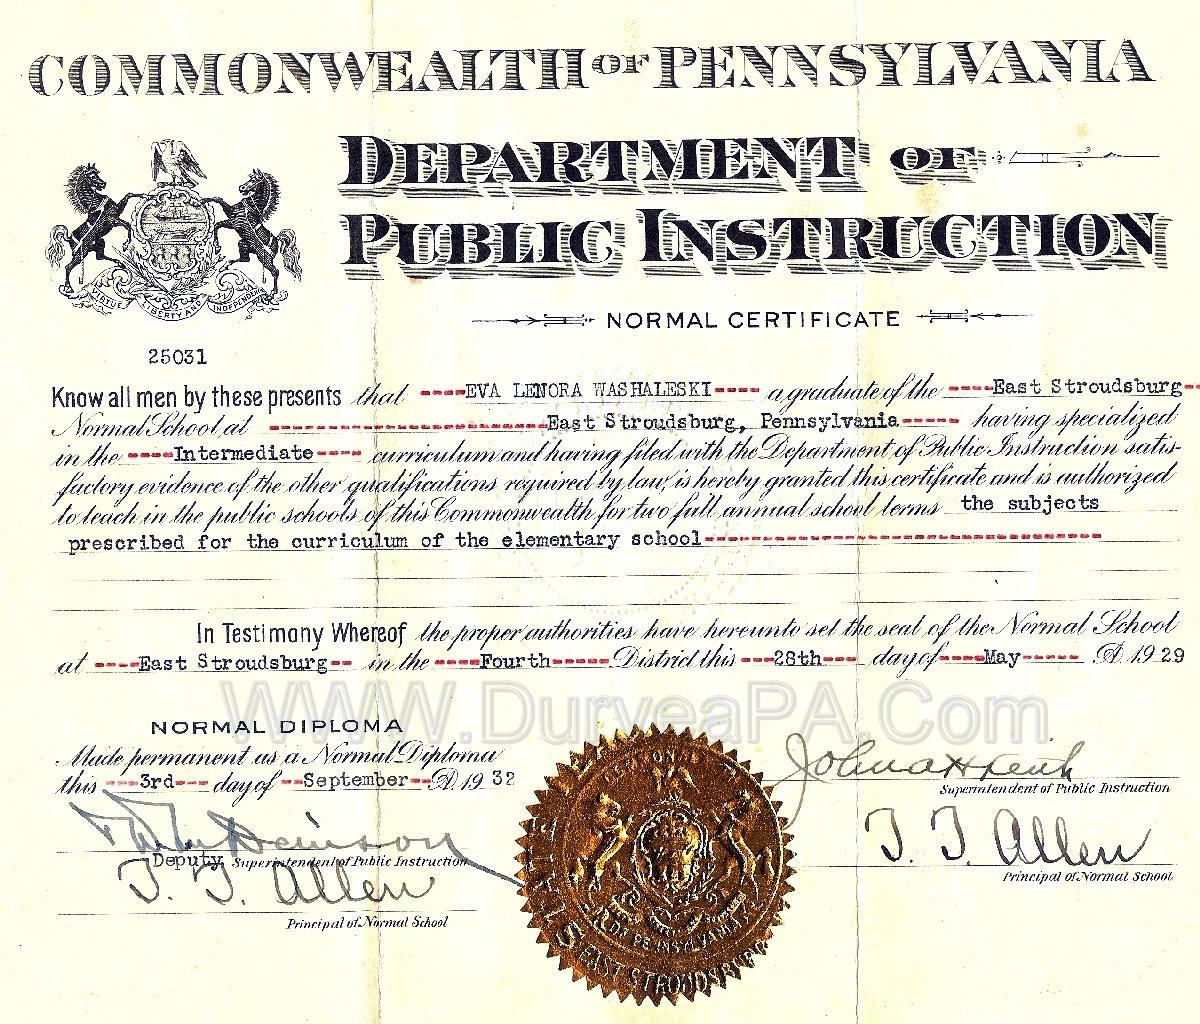 COMMONWEALTH OF PENNSYLVANIA
DEPARTMENT OF
PUBLIC INSTRUCTION
VIRTUE LIBERTY AND INDEPENDENCE
NORMAL CERTIFICATE
25031
Know all men by these presents that ----EVA LENORA WASHALESKI---- a graduate of the ----East Stroudsburg--
Normal School at ------------------------East Stroudsburg, Pennsylvania----- having specialized
in the ----Intermediate---- curriculum and having filed with the Department of Public Instruction satis-
factory evidence of the other qualifications required by law, is hereby granted this certificate and is authorized
to teach in the public schools of this Commonwealth for two full annual school terms the subjects
prescribed for the curriculum of the elementary school-----------------------------------
In Testimony Whereof the proper authorities have hereunto set the seal of the Normal School
at ----East Stroudsburg-- in the ----Fourth----- District this ---28th--- day of ----May----- A.D. 1929
WWW.DuryeaPA.Com
NORMAL DIPLOMA
Made permanent as a Normal Diploma
this ---3rd--- day of --September-- A.D. 1932
Superintendent of Public Instruction
Deputy Superintendent of Public Instruction
T. T. Allen
Principal of Normal School
T. T. Allen
Principal of Normal School
EAST STROUDSBURG